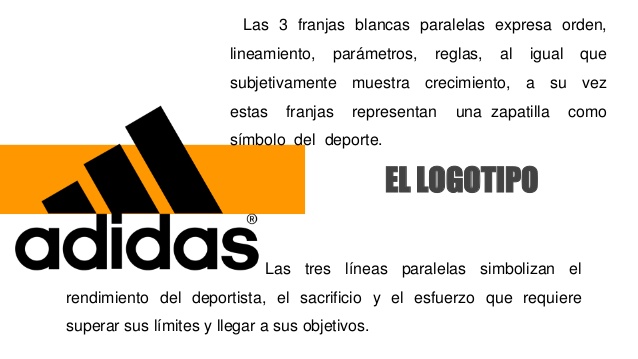 Las 3 franjas blancas paralelas expresa orden,
lineamiento, parámetros, reglas, al igual que
subjetivamente muestra crecimiento, a su vez
estas franjas representan una zapatilla como
símbolo del deporte.
EL LOGOTIPO
adidas®
Las tres líneas paralelas simbolizan el
rendimiento del deportista, el sacrificio y el esfuerzo que requiere
superar sus límites y llegar a sus objetivos.